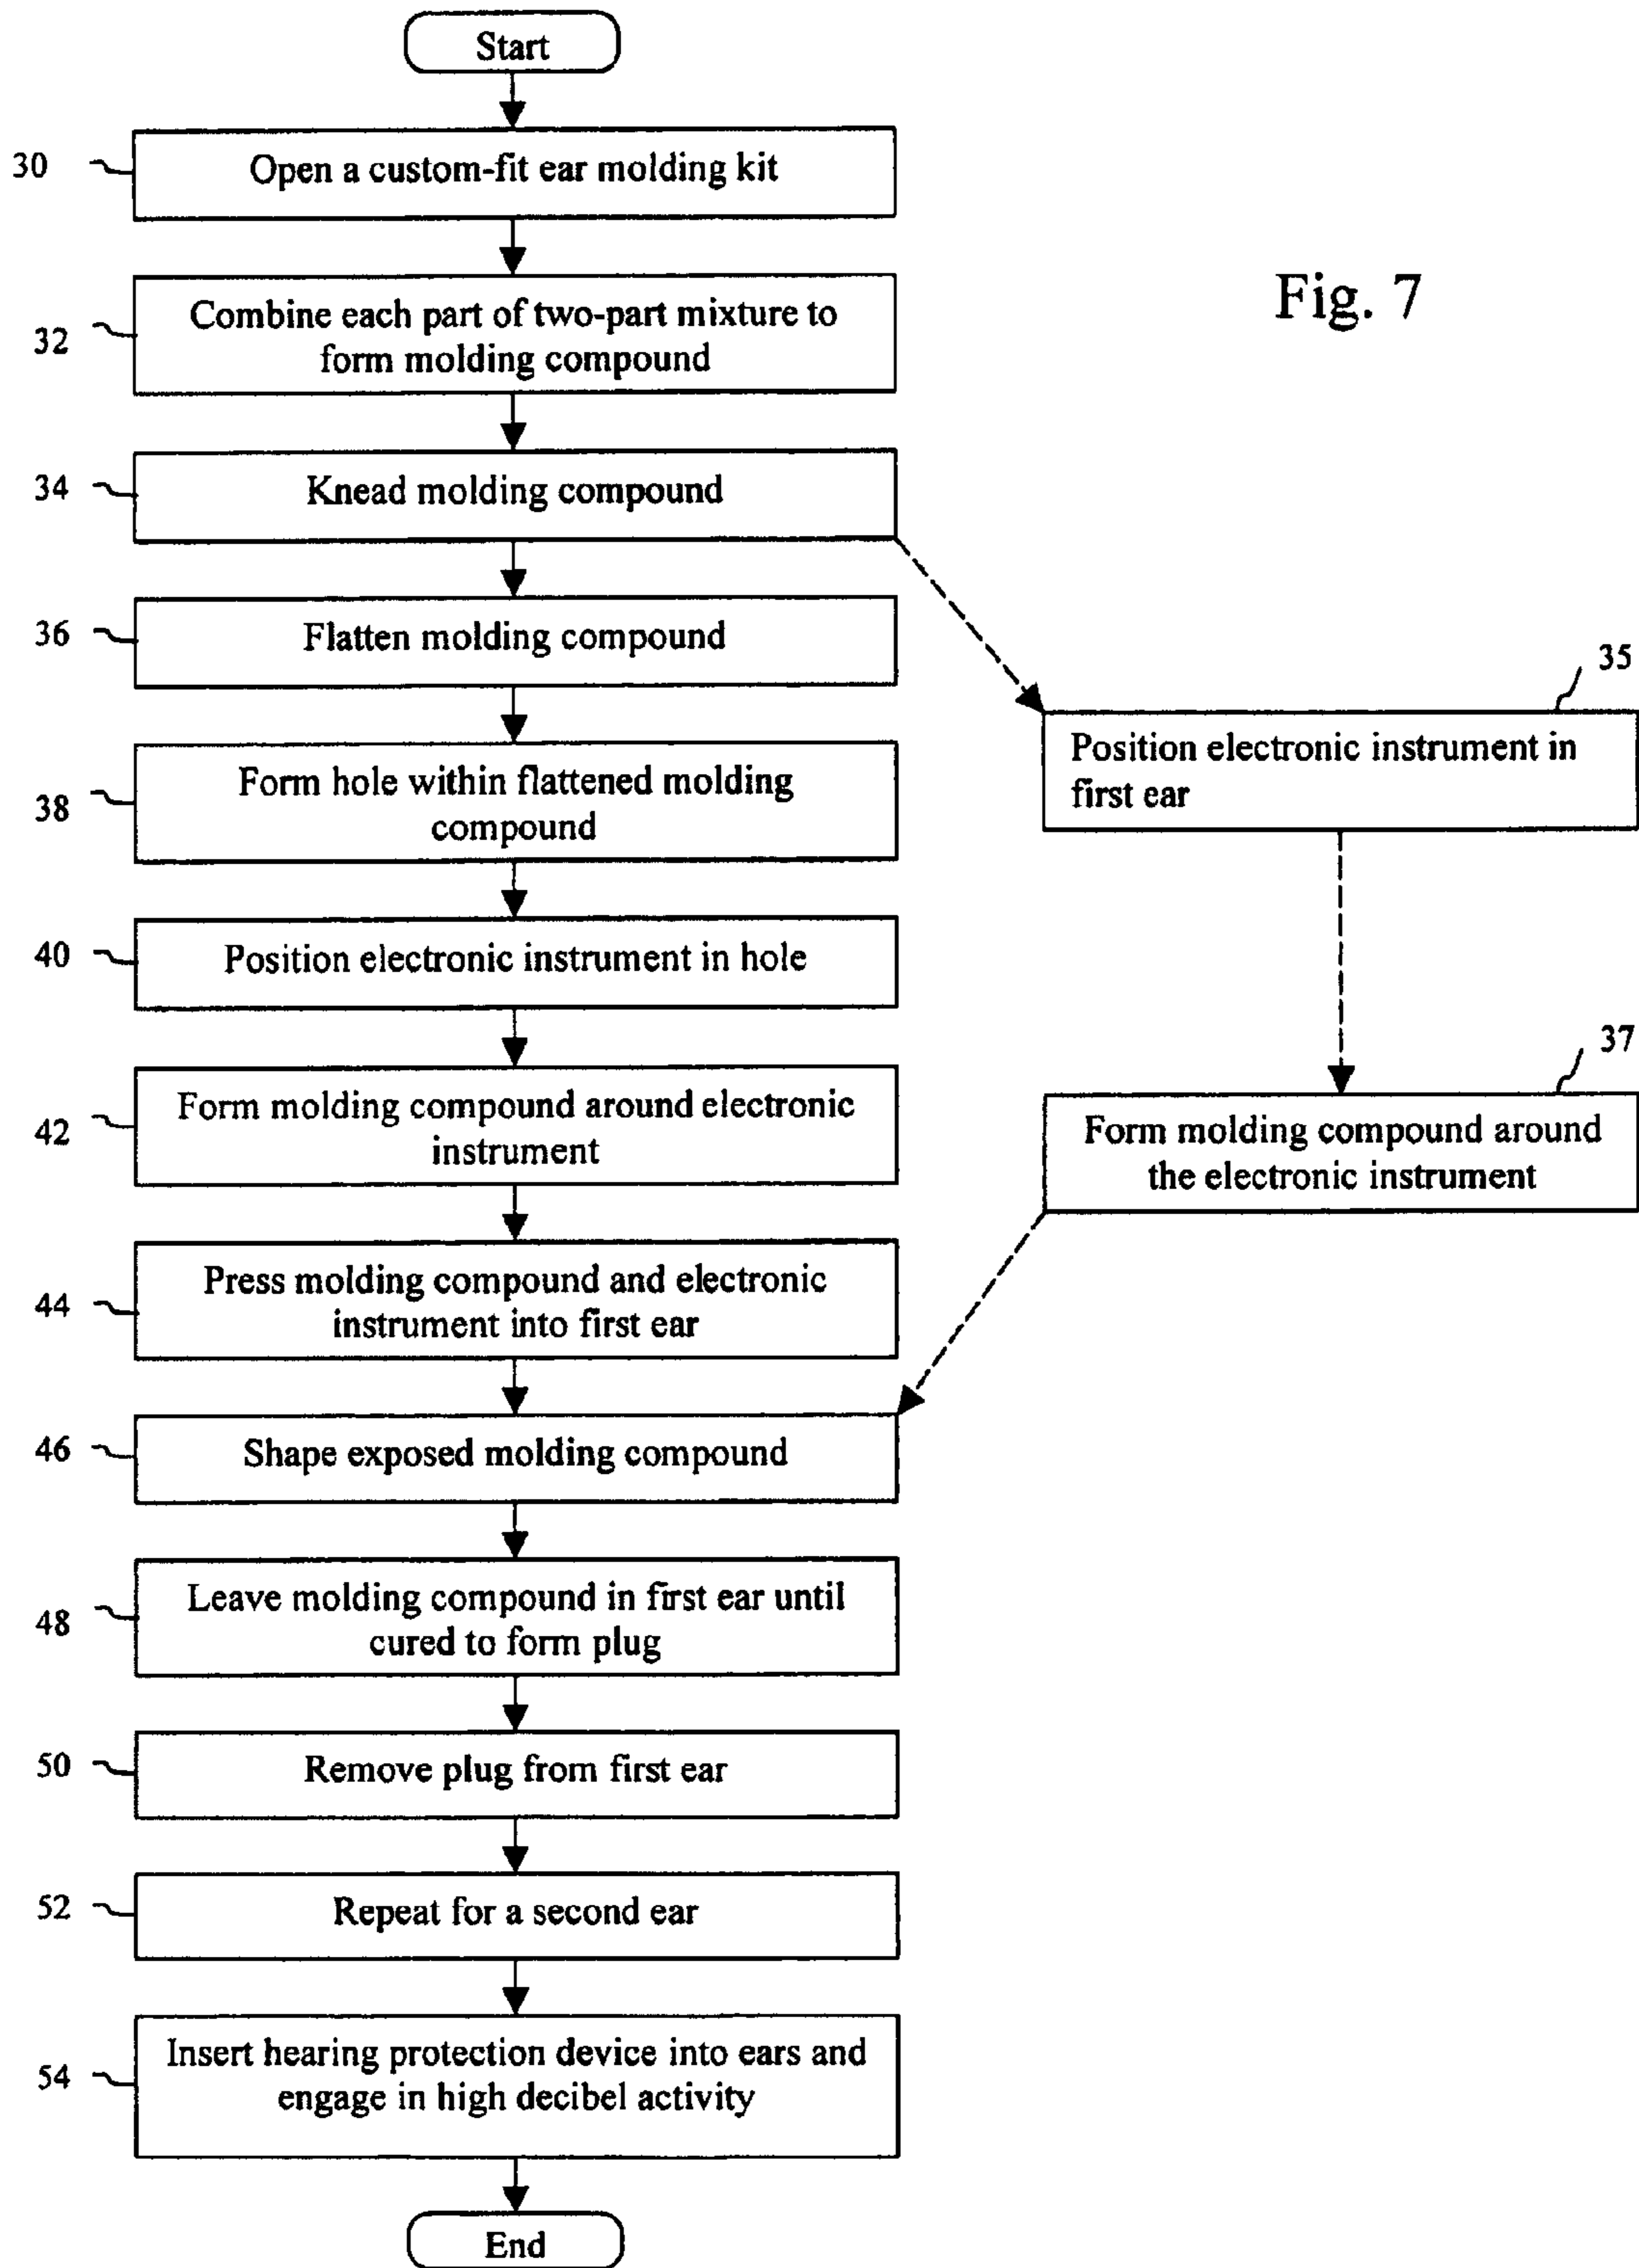 Start
30
Open a custom-fit ear molding kit
Fig. 7
32
Combine each part of two-part mixture to
form molding compound
34
Knead molding compound
36
Flatten molding compound
35
Position electronic instrument in
first ear
38
Form hole within flattened molding
compound
40
Position electronic instrument in hole
37
Form molding compound around
the electronic instrument
42
Form molding compound around electronic
instrument
44
Press molding compound and electronic
instrument into first ear
46
Shape exposed molding compound
48
Leave molding compound in first ear until
cured to form plug
50
Remove plug from first ear
52
Repeat for a second ear
54
Insert hearing protection device into ears and
engage in high decibel activity
End